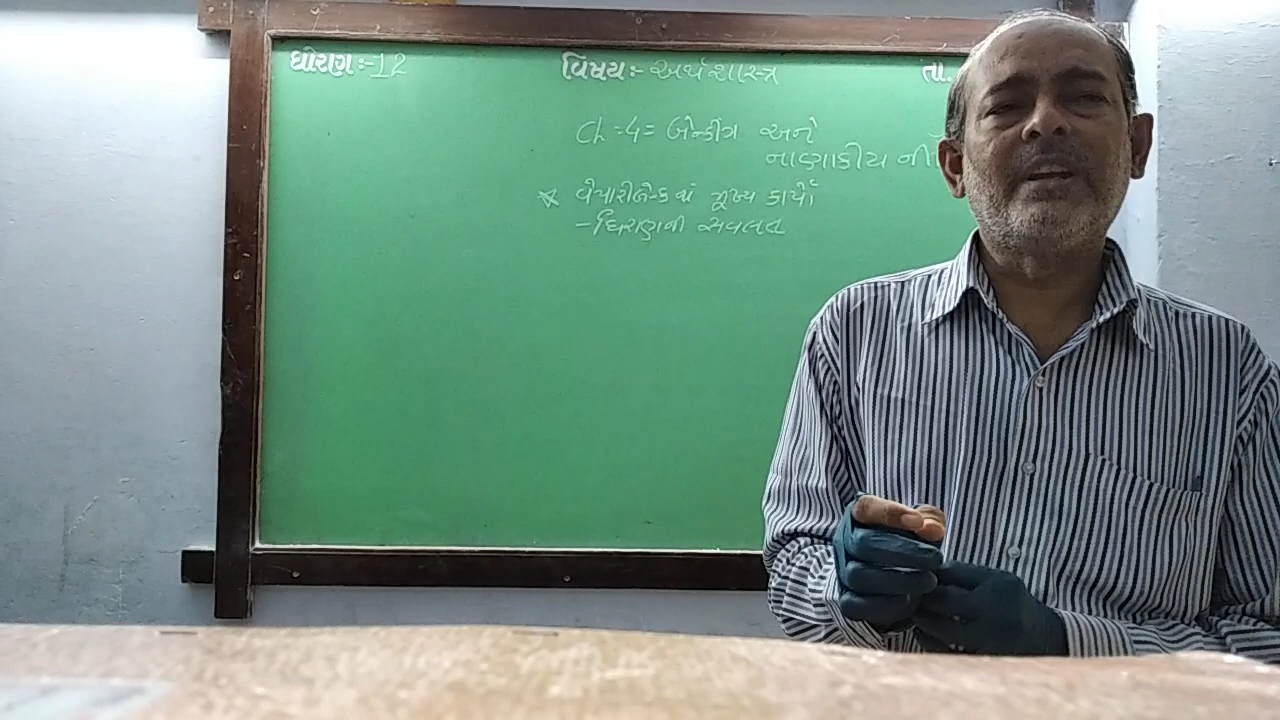 ધોરણ:-12 વિષય:- અર્થશાસ્ત્ર તા.
Ch-4= બેન્કીંગ અને
નાણાકીય ની
* વેપારીબેન્કનાં મુખ્ય કાર્યો
- ધિરાણની સવલત